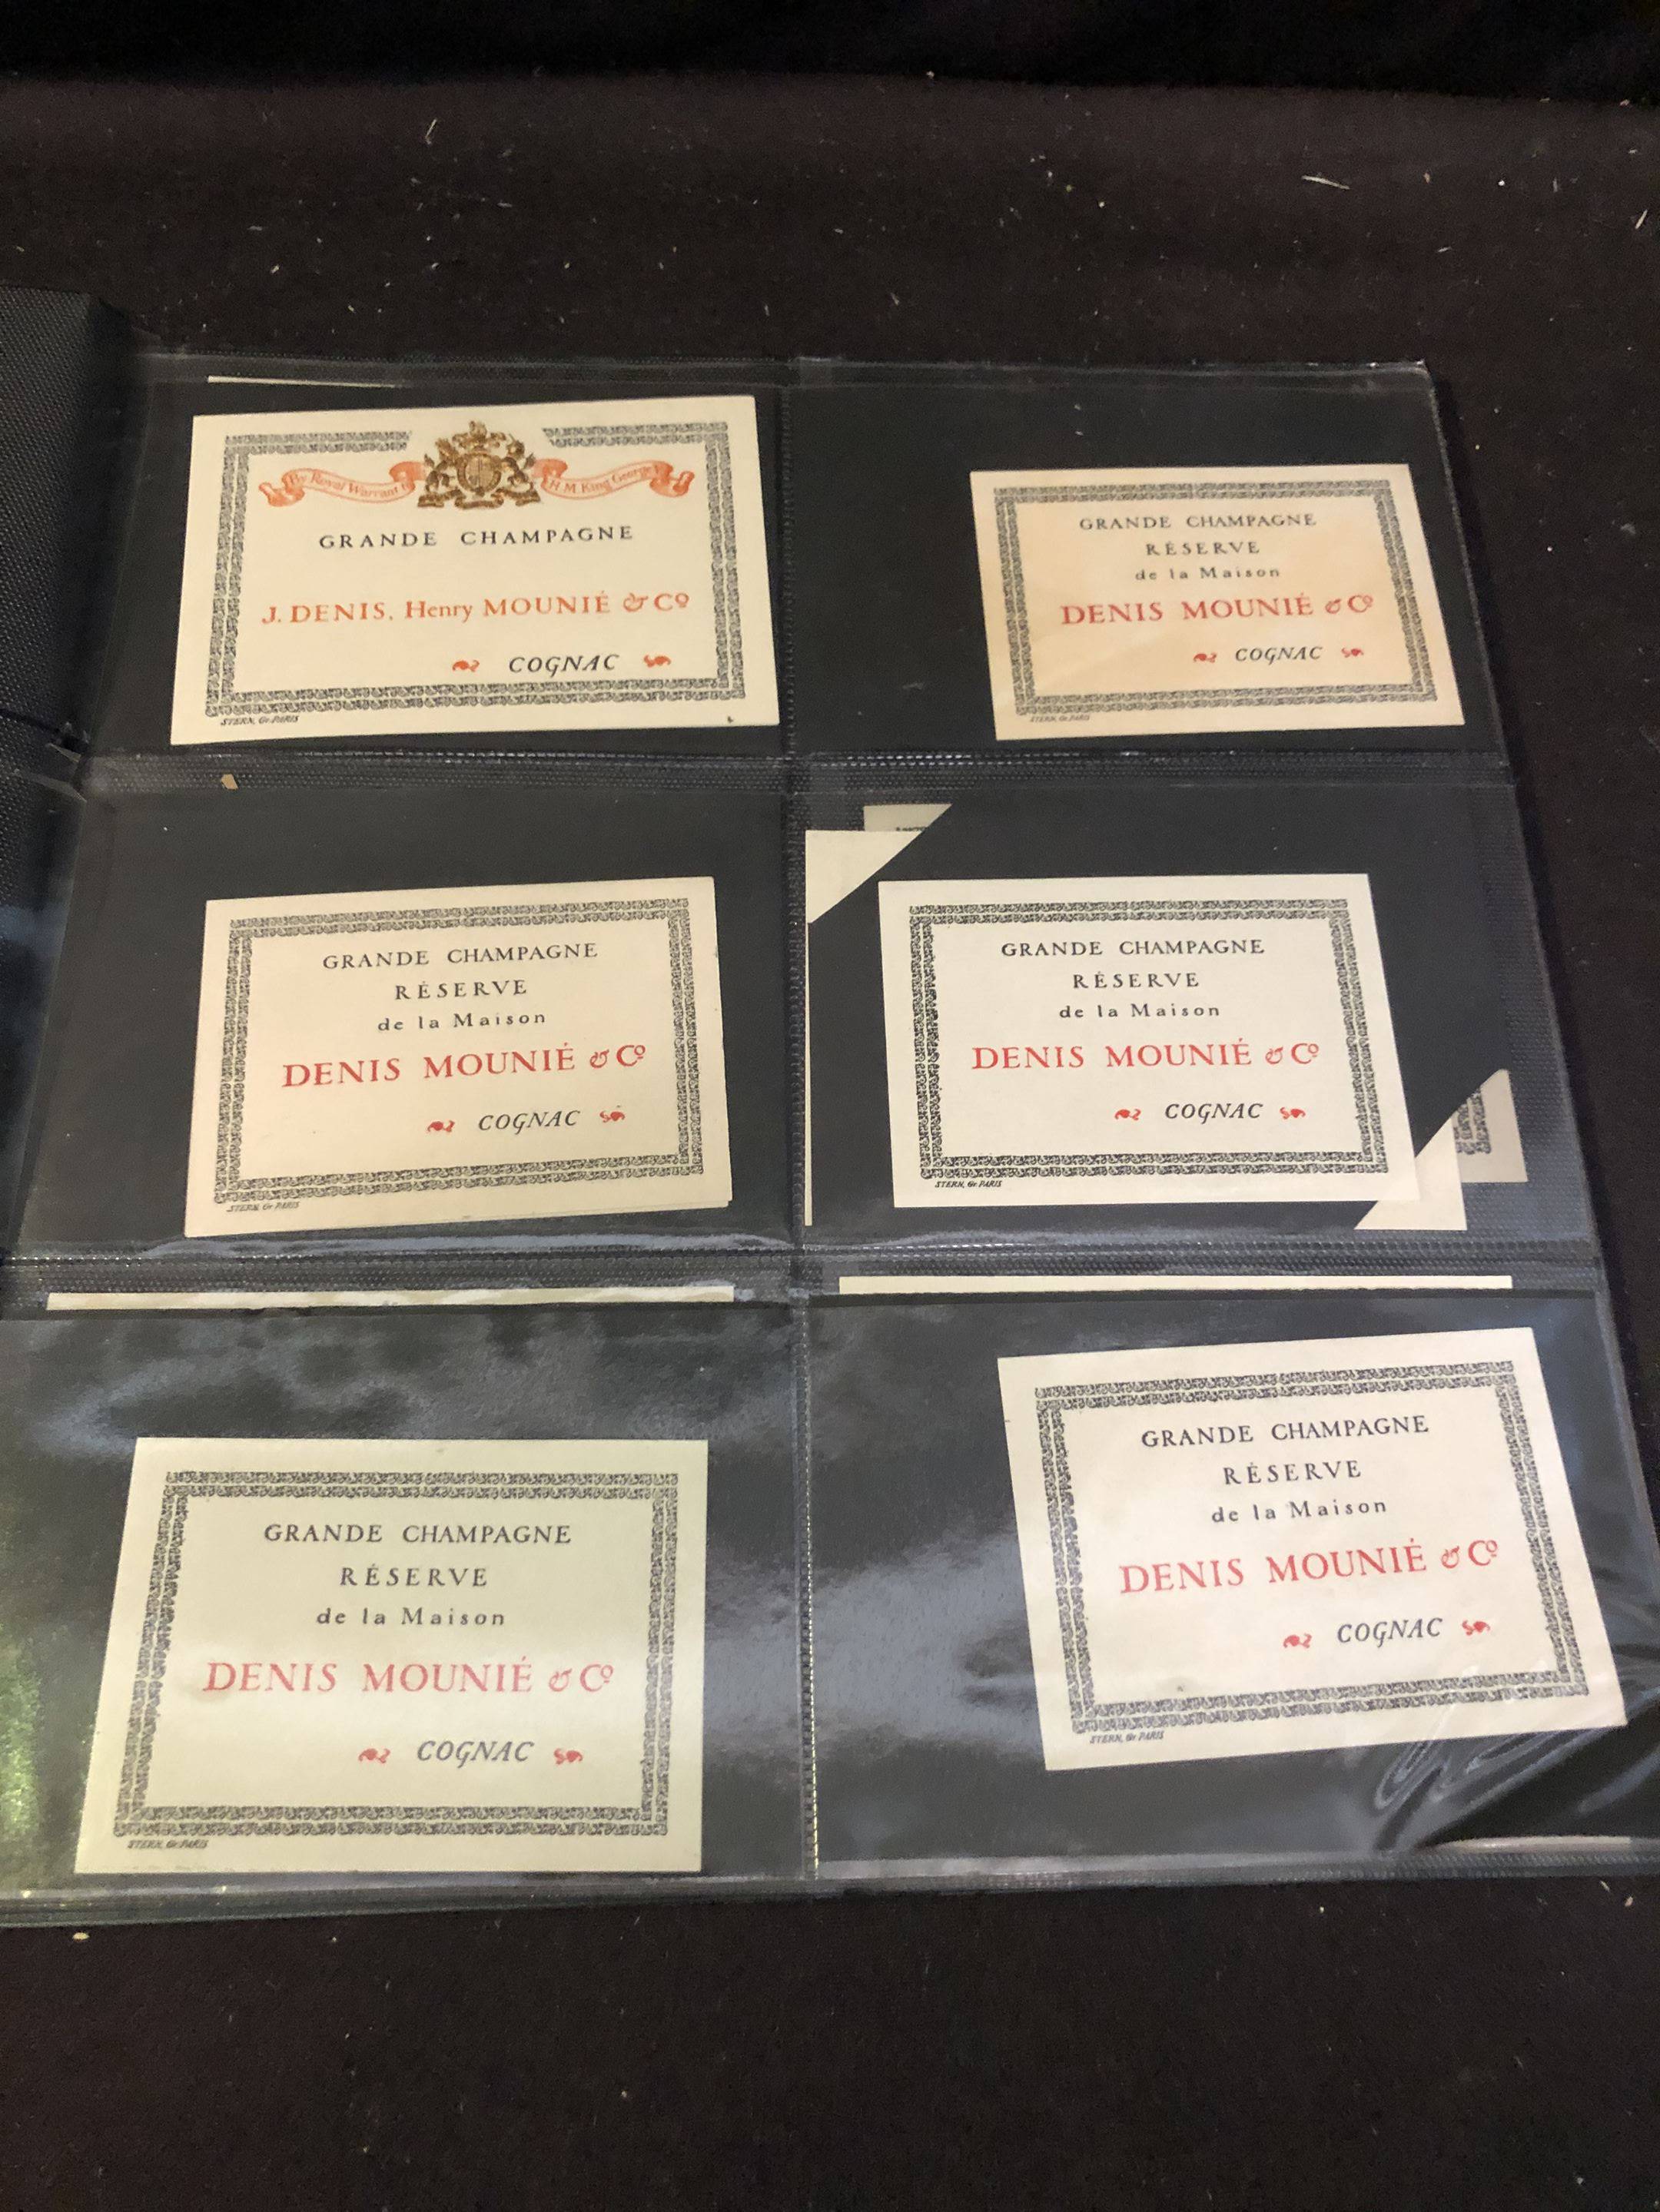 By Royal Warrant to H.M. King George V
GRANDE CHAMPAGNE
J. DENIS, Henry MOUNIÉ & Cº
COGNAC
STERN, Gr. PARIS
GRANDE CHAMPAGNE
RÉSERVE
de la Maison
DENIS MOUNIÉ & Cº
COGNAC
STERN, Gr. PARIS
GRANDE CHAMPAGNE
RÉSERVE
de la Maison
DENIS MOUNIÉ & Cº
COGNAC
STERN, Gr. PARIS
GRANDE CHAMPAGNE
RÉSERVE
de la Maison
DENIS MOUNIÉ & Cº
COGNAC
STERN, Gr. PARIS
GRANDE CHAMPAGNE
RÉSERVE
de la Maison
DENIS MOUNIÉ & Cº
COGNAC
STERN, Gr. PARIS
GRANDE CHAMPAGNE
RÉSERVE
de la Maison
DENIS MOUNIÉ & Cº
COGNAC
STERN, Gr. PARIS